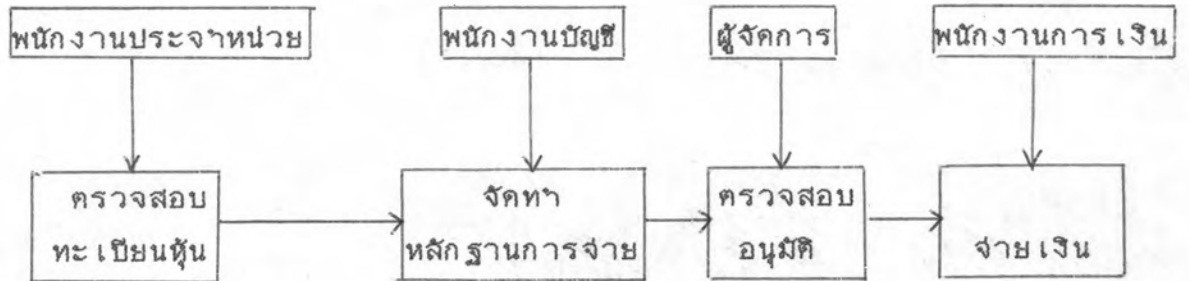 พนักงานประจำหน่วย พนักงานบัญชี ผู้จัดการ พนักงานการเงิน
ตรวจสอบ จัดทำ ตรวจสอบ
ทะเบียนหุ้น หลักฐานการจ่าย อนุมัติ จ่ายเงิน